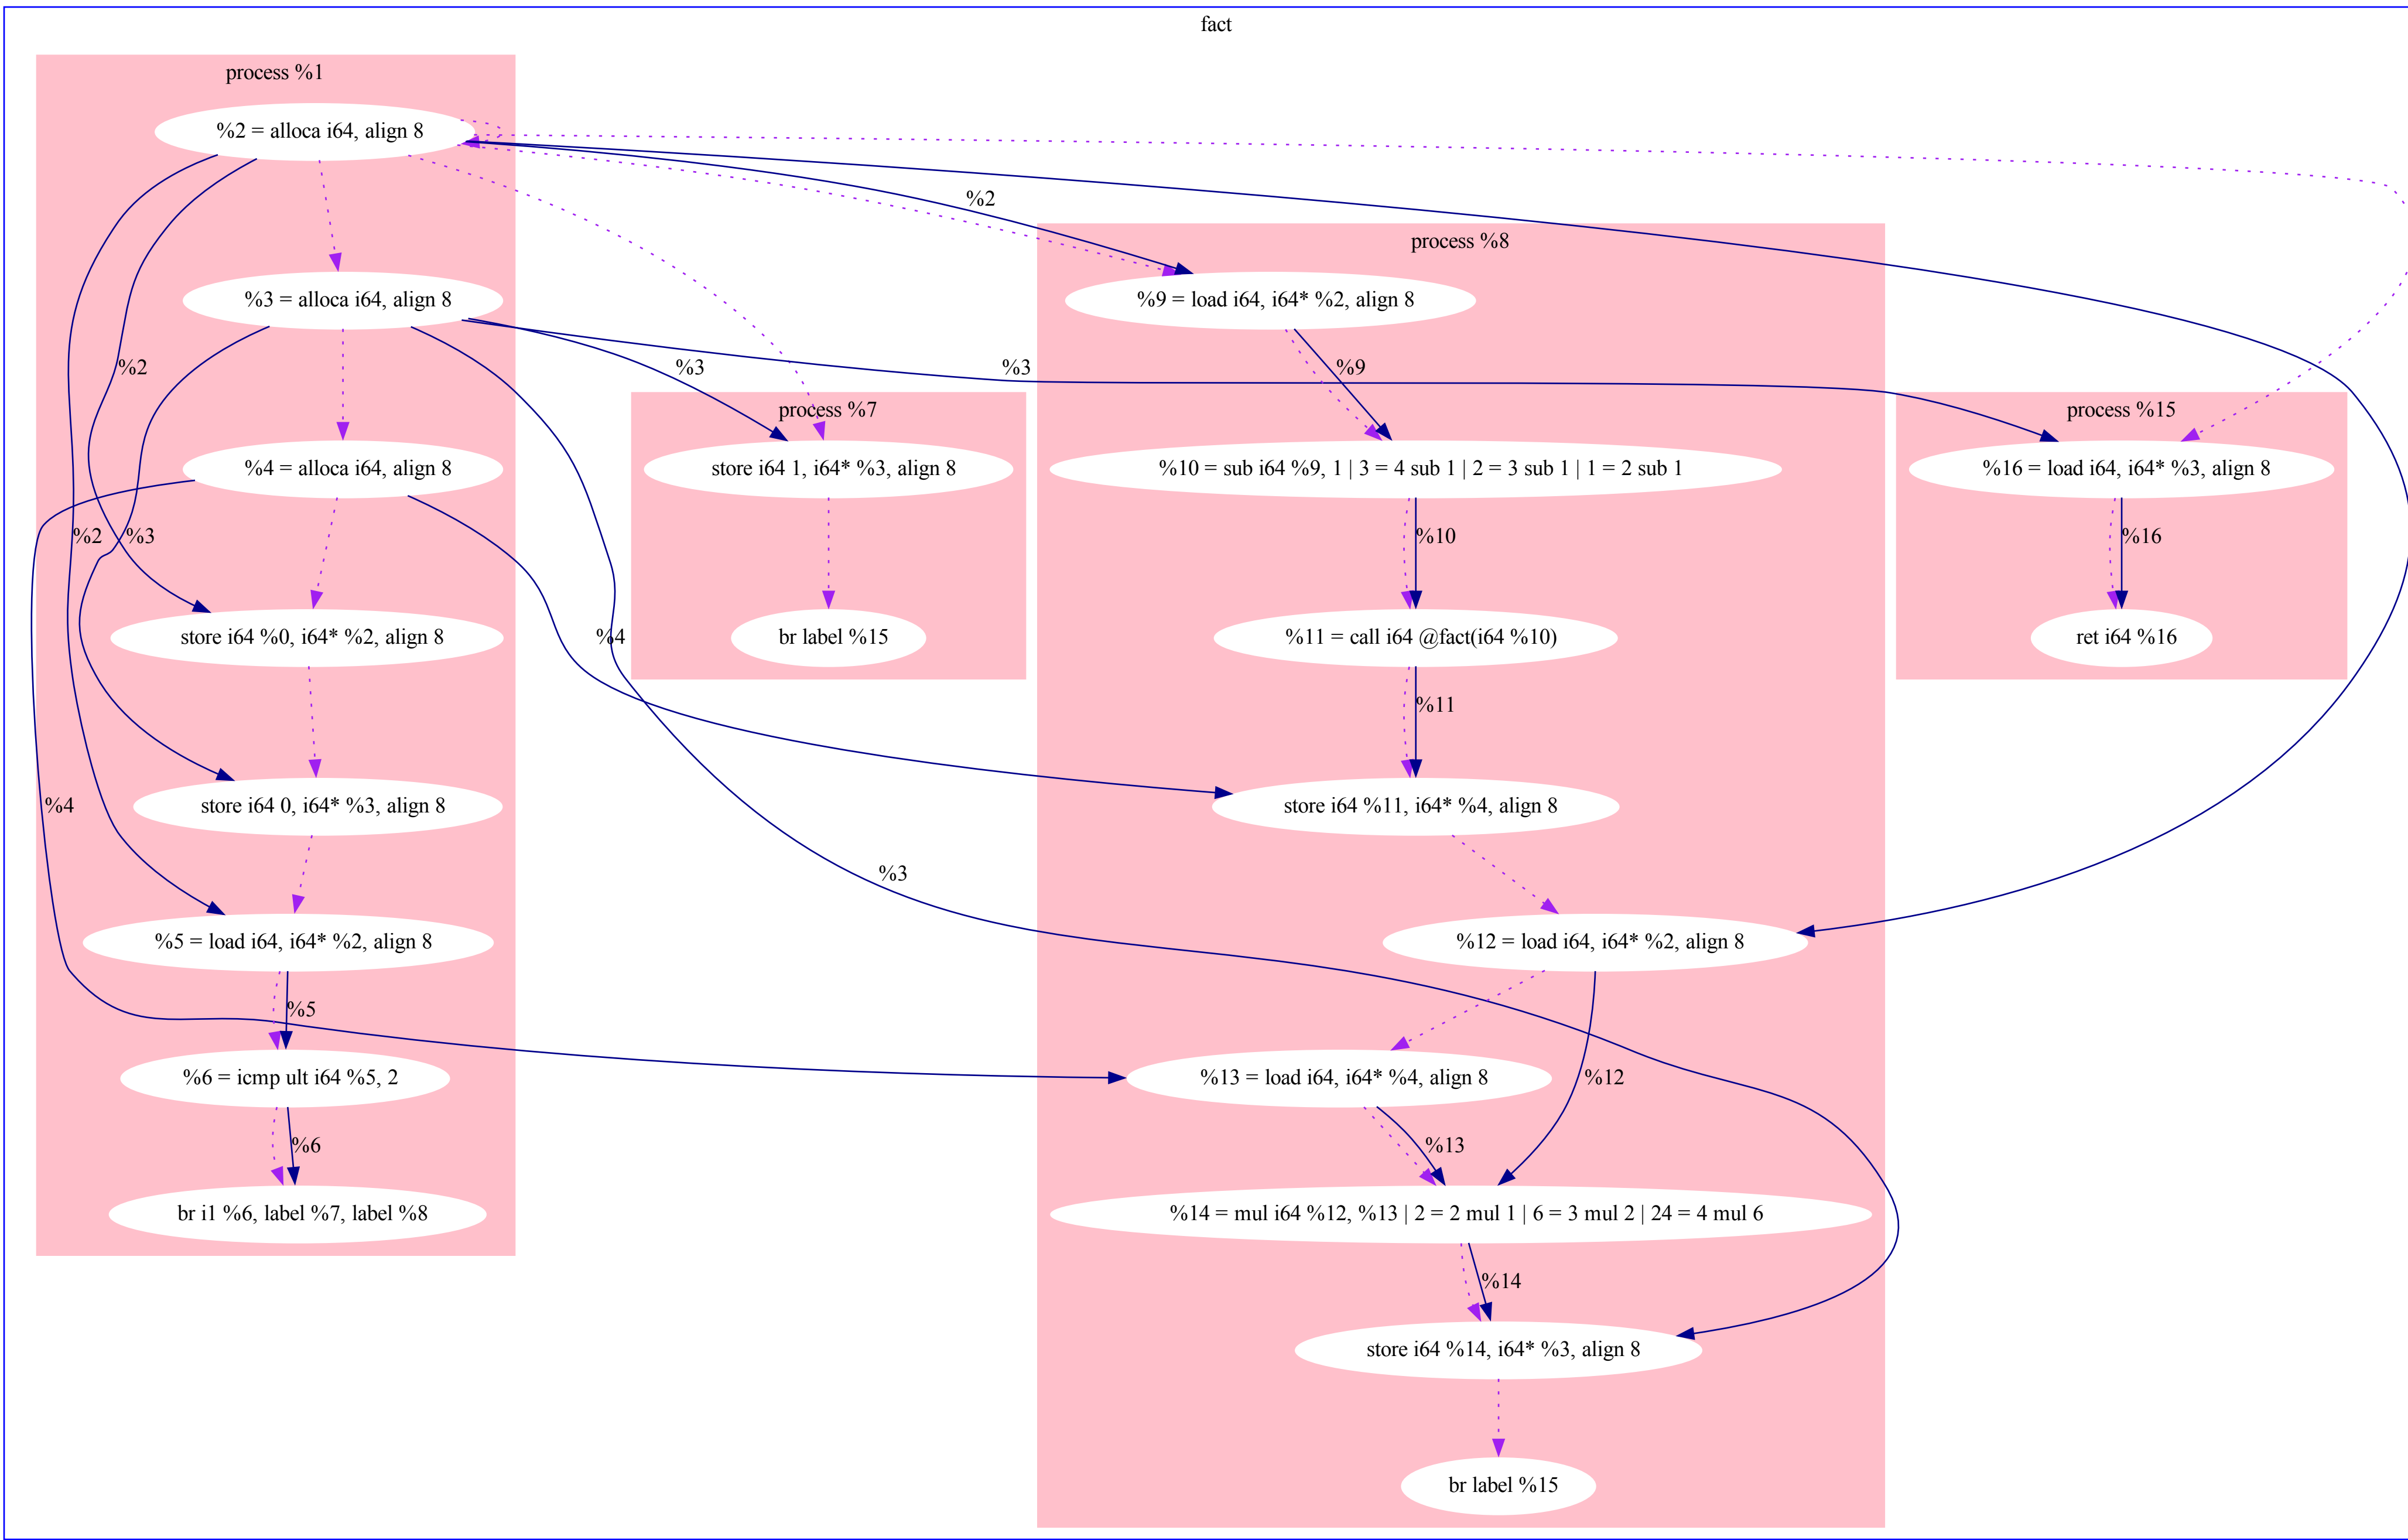 fact
process %1
%2 = alloca i64, align 8
%2
process %8
%3 = alloca i64, align 8
%9 = load i64, i64* %2, align 8
%2
%3
%3
%9
process %7
process %15
%4 = alloca i64, align 8
store i64 1, i64* %3, align 8
%10 = sub i64 %9, 1 | 3 = 4 sub 1 | 2 = 3 sub 1 | 1 = 2 sub 1
%16 = load i64, i64* %3, align 8
%2
%3
%10
%16
store i64 %0, i64* %2, align 8
%4
br label %15
%11 = call i64 @fact(i64 %10)
ret i64 %16
%11
%4
store i64 0, i64* %3, align 8
store i64 %11, i64* %4, align 8
%3
%5 = load i64, i64* %2, align 8
%12 = load i64, i64* %2, align 8
%5
%6 = icmp ult i64 %5, 2
%13 = load i64, i64* %4, align 8
%12
%6
%13
br i1 %6, label %7, label %8
%14 = mul i64 %12, %13 | 2 = 2 mul 1 | 6 = 3 mul 2 | 24 = 4 mul 6
%14
store i64 %14, i64* %3, align 8
br label %15